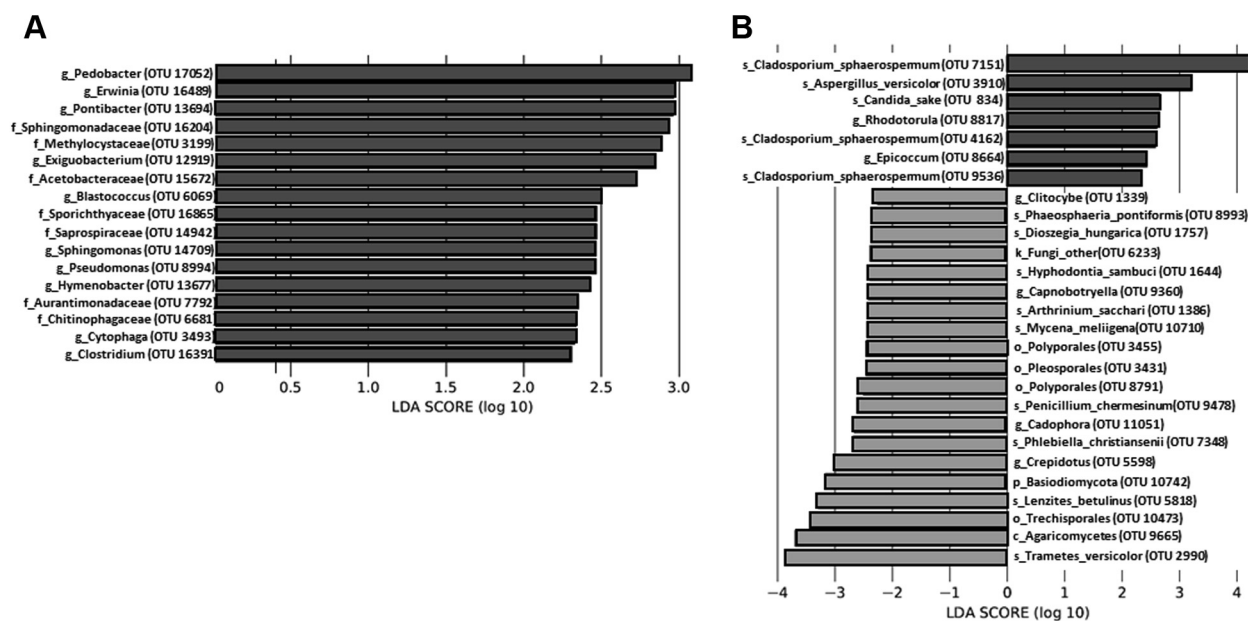 A
g_Pedobacter (OTU 17052)
g_Erwinia (OTU 16489)
g_Pontibacter (OTU 13694)
f_Sphingomonadaceae (OTU 16204)
f_Methylocystaceae (OTU 3199)
g_Exiguobacterium (OTU 12919)
f_Acetobacteraceae (OTU 15672)
g_Blastococcus (OTU 6069)
f_Sporichthyaceae (OTU 16865)
f_Saprospiraceae (OTU 14942)
g_Sphingomonas (OTU 14709)
g_Pseudomonas (OTU 8994)
g_Hymenobacter (OTU 13677)
f_Aurantimonadaceae (OTU 7792)
f_Chitinophagaceae (OTU 6681
g_Cytophaga (OTU 3493)
g_Clostridium (OTU 16391
0 0.5 1.0 1.5 2.0 2.5 3.0
LDA SCORE (log 10)
B
s_Cladosporium_sphaerospemum (OTU 7151)
s_Aspergillus_versicolor (OTU 3910)
s_Candida_sake (OTU 834)
g_Rhodotorula (OTU 8817)
s_Cladosporium_sphaerospemum (OTU 4162)
g_Epicoccum (OTU 8664)
s_Cladosporium_sphaerospemum (OTU 9536)
g_Clitocybe (OTU 1339)
s_Phaeosphaeria_pontiformis (OTU 8993)
s_Dioszegia_hungarica (OTU 1757)
k_Fungi_other(OTU 6233)
s_Hyphodontia_sambuci (OTU 1644)
g_Capnobotryella (OTU 9360)
s_Arthrinium_sacchari (OTU 1386)
s_Mycena_meliigena(OTU 10710)
o_Polyporales (OTU 3455)
o_Pleosporales (OTU 3431)
o_Polyporales (OTU 8791)
s_Penicillium_chermesinum(OTU 9478)
g_Cadophora (OTU 11051)
s_Phlebiella_christiansenii (OTU 7348)
g_Crepidotus (OTU 5598)
p_Basiodiomycota (OTU 10742)
s_Lenzites_betulinus (OTU 5818)
o_Trechisporales (OTU 10473)
c_Agaricomycetes (OTU 9665)
s_Trametes_versicolor (OTU 2990)
−4 −3 −2 −1 0 1 2 3 4
LDA SCORE (log 10)